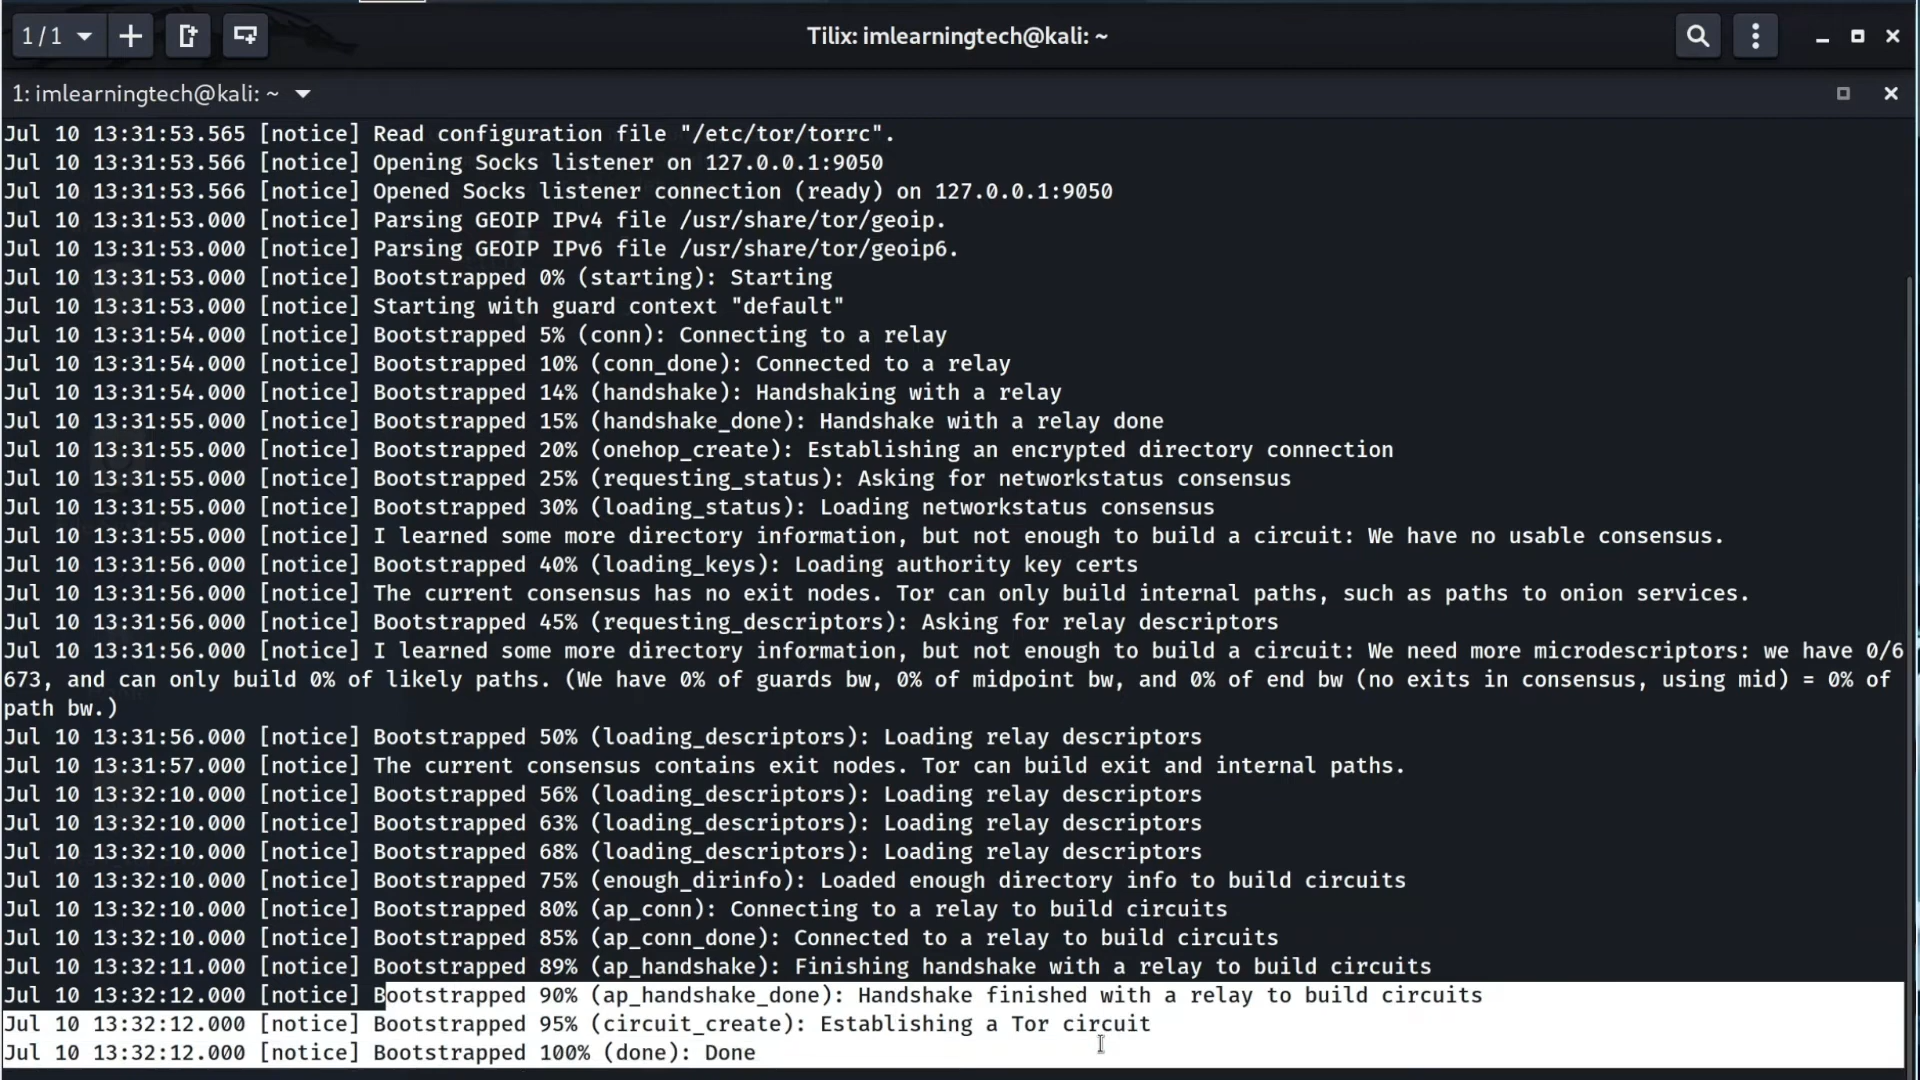 1 / 1
Tilix: imlearningtech@kali: ~
1: imlearningtech@kali: ~
Jul 10 13:31:53.565 [notice] Read configuration file "/etc/tor/torrc".
Jul 10 13:31:53.566 [notice] Opening Socks listener on 127.0.0.1:9050
Jul 10 13:31:53.566 [notice] Opened Socks listener connection (ready) on 127.0.0.1:9050
Jul 10 13:31:53.000 [notice] Parsing GEOIP IPv4 file /usr/share/tor/geoip.
Jul 10 13:31:53.000 [notice] Parsing GEOIP IPv6 file /usr/share/tor/geoip6.
Jul 10 13:31:53.000 [notice] Bootstrapped 0% (starting): Starting
Jul 10 13:31:53.000 [notice] Starting with guard context "default"
Jul 10 13:31:54.000 [notice] Bootstrapped 5% (conn): Connecting to a relay
Jul 10 13:31:54.000 [notice] Bootstrapped 10% (conn_done): Connected to a relay
Jul 10 13:31:54.000 [notice] Bootstrapped 14% (handshake): Handshaking with a relay
Jul 10 13:31:55.000 [notice] Bootstrapped 15% (handshake_done): Handshake with a relay done
Jul 10 13:31:55.000 [notice] Bootstrapped 20% (onehop_create): Establishing an encrypted directory connection
Jul 10 13:31:55.000 [notice] Bootstrapped 25% (requesting_status): Asking for networkstatus consensus
Jul 10 13:31:55.000 [notice] Bootstrapped 30% (loading_status): Loading networkstatus consensus
Jul 10 13:31:55.000 [notice] I learned some more directory information, but not enough to build a circuit: We have no usable consensus.
Jul 10 13:31:56.000 [notice] Bootstrapped 40% (loading_keys): Loading authority key certs
Jul 10 13:31:56.000 [notice] The current consensus has no exit nodes. Tor can only build internal paths, such as paths to onion services.
Jul 10 13:31:56.000 [notice] Bootstrapped 45% (requesting_descriptors): Asking for relay descriptors
Jul 10 13:31:56.000 [notice] I learned some more directory information, but not enough to build a circuit: We need more microdescriptors: we have 0/6
673, and can only build 0% of likely paths. (We have 0% of guards bw, 0% of midpoint bw, and 0% of end bw (no exits in consensus, using mid) = 0% of
path bw.)
Jul 10 13:31:56.000 [notice] Bootstrapped 50% (loading_descriptors): Loading relay descriptors
Jul 10 13:31:57.000 [notice] The current consensus contains exit nodes. Tor can build exit and internal paths.
Jul 10 13:32:10.000 [notice] Bootstrapped 56% (loading_descriptors): Loading relay descriptors
Jul 10 13:32:10.000 [notice] Bootstrapped 63% (loading_descriptors): Loading relay descriptors
Jul 10 13:32:10.000 [notice] Bootstrapped 68% (loading_descriptors): Loading relay descriptors
Jul 10 13:32:10.000 [notice] Bootstrapped 75% (enough_dirinfo): Loaded enough directory info to build circuits
Jul 10 13:32:10.000 [notice] Bootstrapped 80% (ap_conn): Connecting to a relay to build circuits
Jul 10 13:32:10.000 [notice] Bootstrapped 85% (ap_conn_done): Connected to a relay to build circuits
Jul 10 13:32:11.000 [notice] Bootstrapped 89% (ap_handshake): Finishing handshake with a relay to build circuits
Jul 10 13:32:12.000 [notice] Bootstrapped 90% (ap_handshake_done): Handshake finished with a relay to build circuits
Jul 10 13:32:12.000 [notice] Bootstrapped 95% (circuit_create): Establishing a Tor circuit
Jul 10 13:32:12.000 [notice] Bootstrapped 100% (done): Done